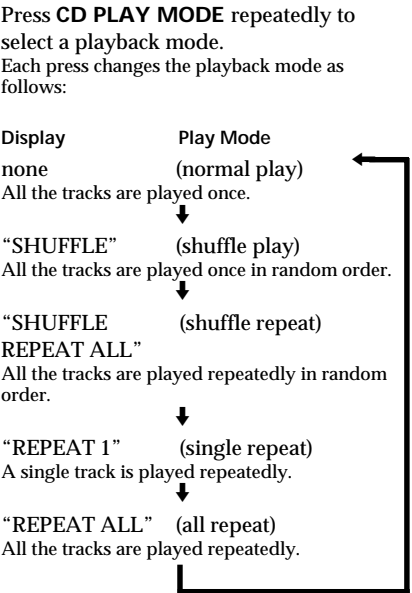 Press CD PLAY MODE repeatedly to
select a playback mode.
Each press changes the playback mode as
follows:
Display Play Mode
none (normal play)
All the tracks are played once.
“SHUFFLE” (shuffle play)
All the tracks are played once in random order.
“SHUFFLE (shuffle repeat)
REPEAT ALL”
All the tracks are played repeatedly in random
order.
“REPEAT 1” (single repeat)
A single track is played repeatedly.
“REPEAT ALL” (all repeat)
All the tracks are played repeatedly.